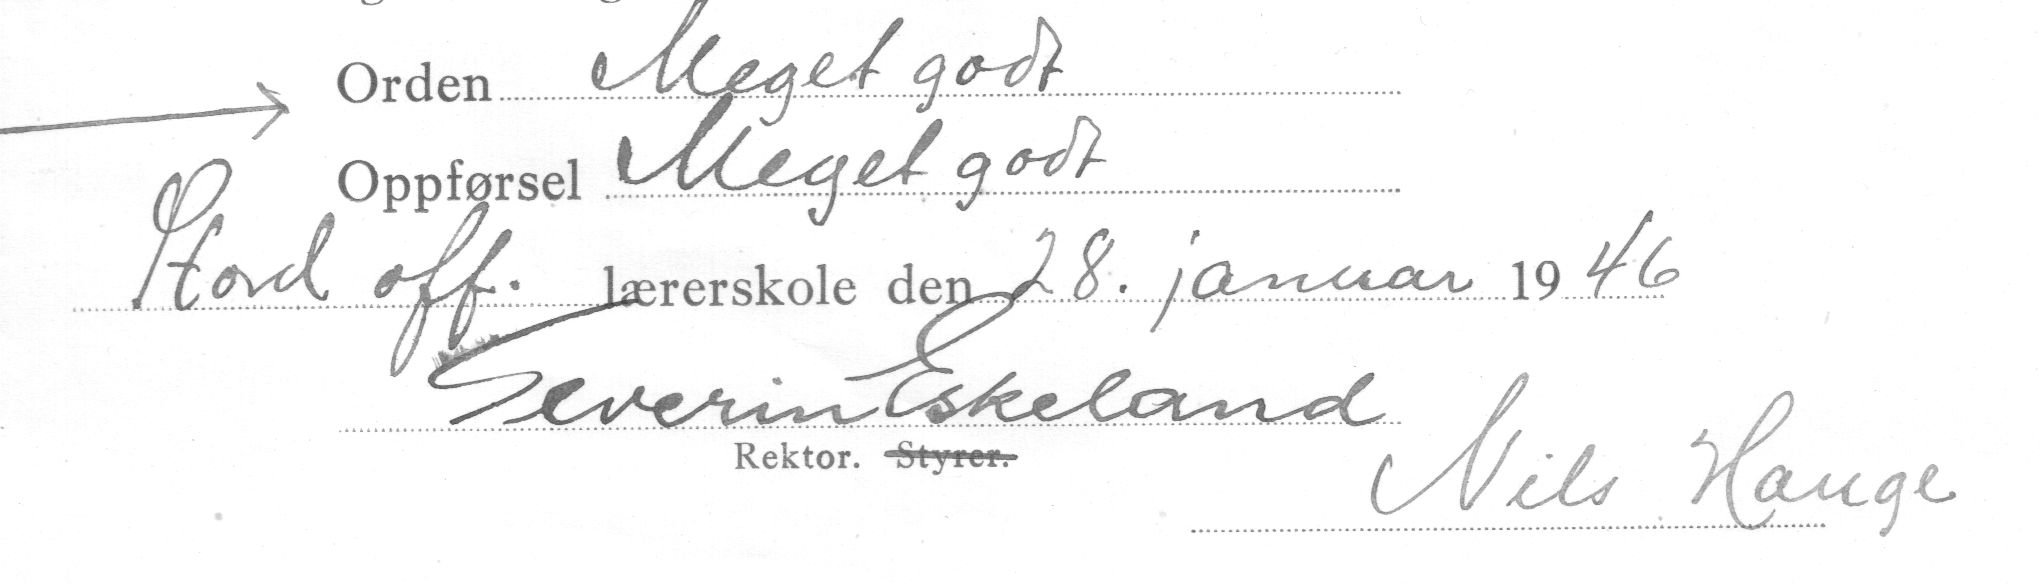 Orden Meget godt
Oppførsel Meget godt
Stord off. lærerskole den 28. januar 1946
Severin Eskeland
Rektor. Styrer.
Nils Hauge